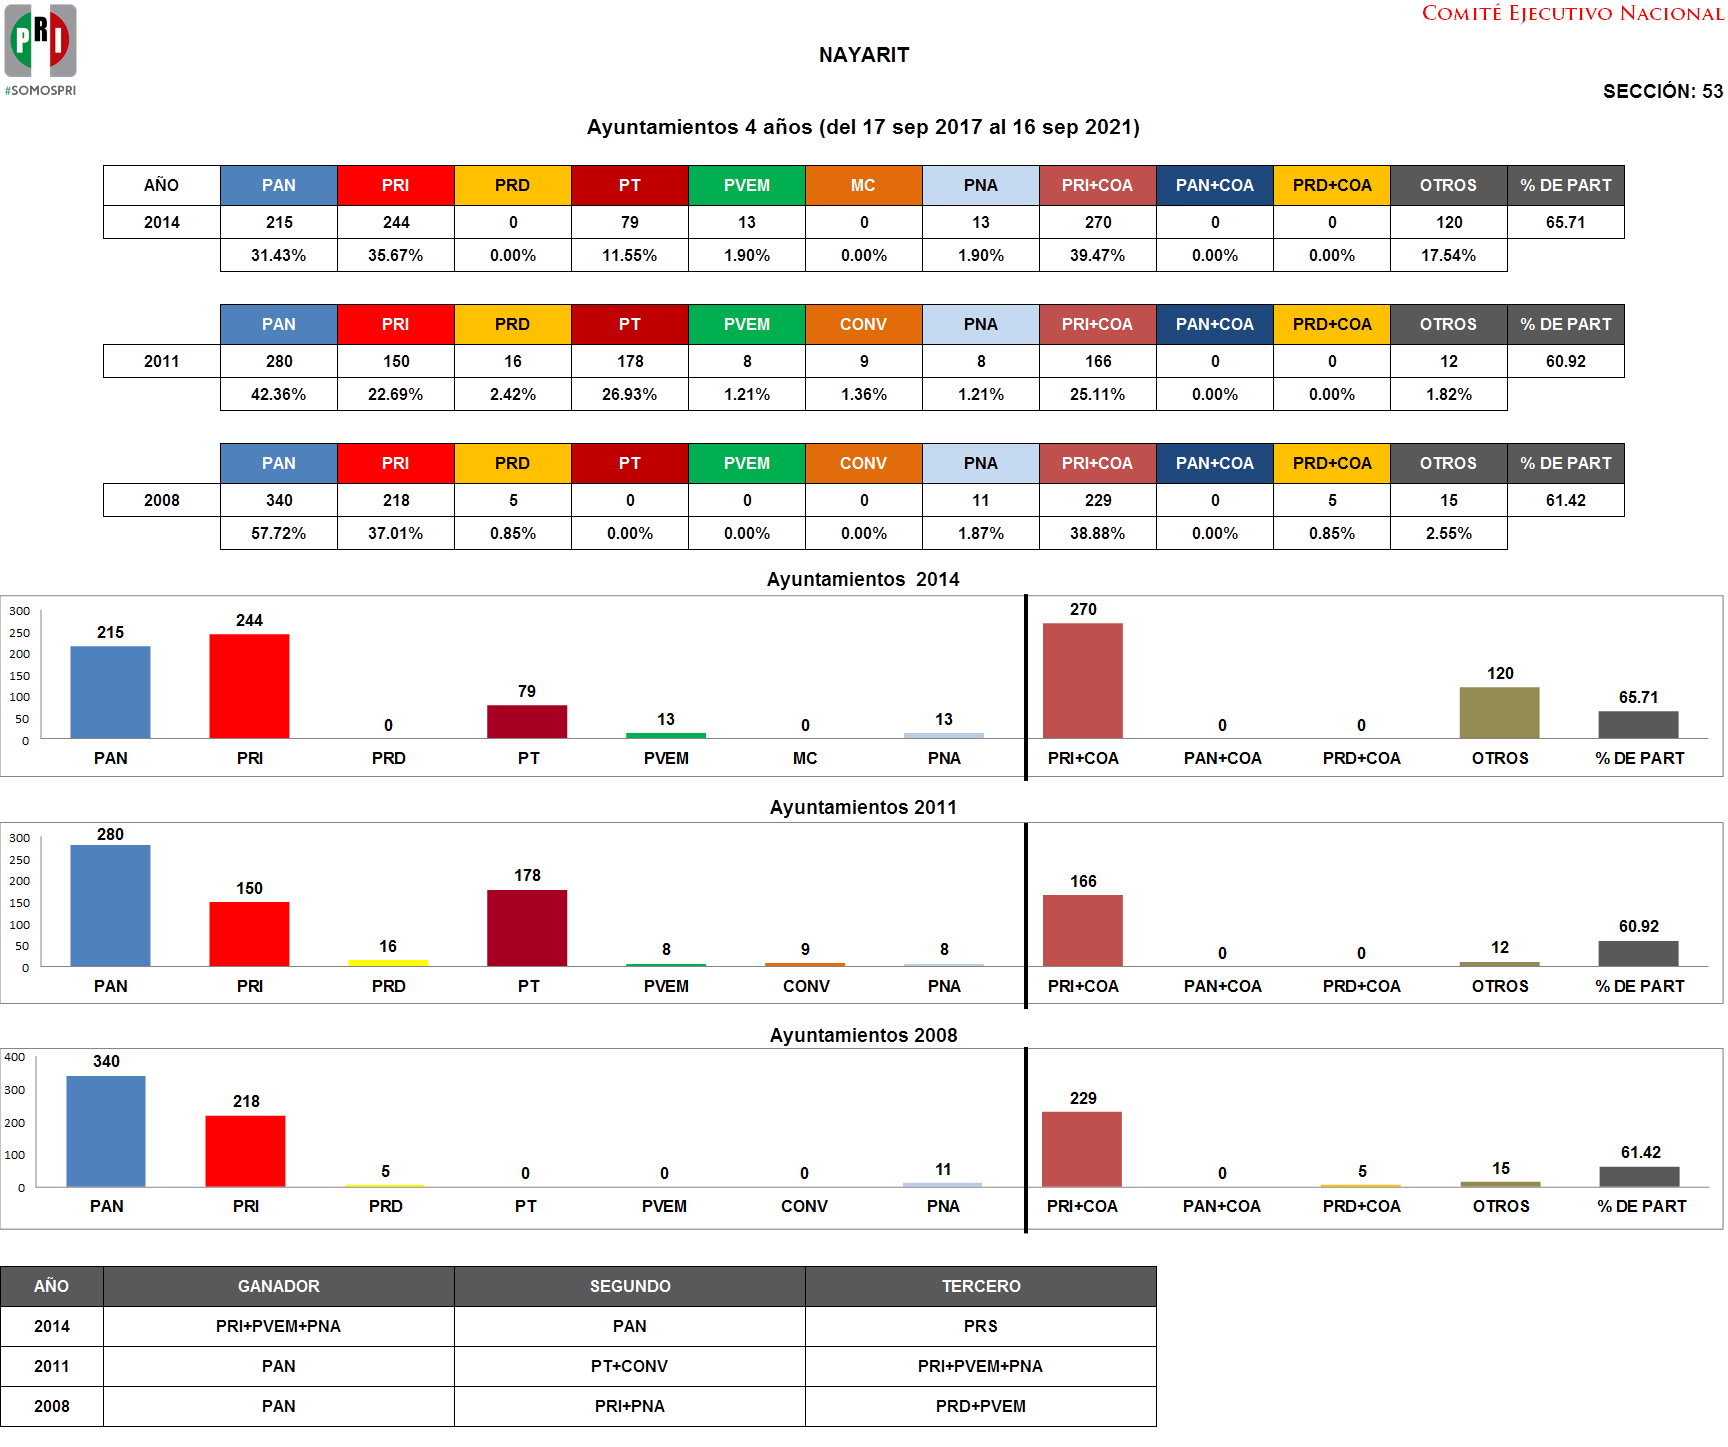 PRI
#SOMOSPRI
COMITÉ EJECUTIVO NACIONAL
NAYARIT
SECCIÓN: 53
Ayuntamientos 4 años (del 17 sep 2017 al 16 sep 2021)
AÑO PAN PRI PRD PT PVEM MC PNA PRI+COA PAN+COA PRD+COA OTROS % DE PART
2014 215 244 0 79 13 0 13 270 0 0 120 65.71
31.43% 35.67% 0.00% 11.55% 1.90% 0.00% 1.90% 39.47% 0.00% 0.00% 17.54%
PAN PRI PRD PT PVEM CONV PNA PRI+COA PAN+COA PRD+COA OTROS % DE PART
2011 280 150 16 178 8 9 8 166 0 0 12 60.92
42.36% 22.69% 2.42% 26.93% 1.21% 1.36% 1.21% 25.11% 0.00% 0.00% 1.82%
PAN PRI PRD PT PVEM CONV PNA PRI+COA PAN+COA PRD+COA OTROS % DE PART
2008 340 218 5 0 0 0 11 229 0 5 15 61.42
57.72% 37.01% 0.85% 0.00% 0.00% 0.00% 1.87% 38.88% 0.00% 0.85% 2.55%
Ayuntamientos 2014
300
250
200
150
100
50
0
215 244 0 79 13 0 13 270 0 0 120 65.71
PAN PRI PRD PT PVEM MC PNA PRI+COA PAN+COA PRD+COA OTROS % DE PART
Ayuntamientos 2011
300
250
200
150
100
50
0
280 150 16 178 8 9 8 166 0 0 12 60.92
PAN PRI PRD PT PVEM CONV PNA PRI+COA PAN+COA PRD+COA OTROS % DE PART
Ayuntamientos 2008
400
300
200
100
0
340 218 5 0 0 0 11 229 0 5 15 61.42
PAN PRI PRD PT PVEM CONV PNA PRI+COA PAN+COA PRD+COA OTROS % DE PART
AÑO GANADOR SEGUNDO TERCERO
2014 PRI+PVEM+PNA PAN PRS
2011 PAN PT+CONV PRI+PVEM+PNA
2008 PAN PRI+PNA PRD+PVEM